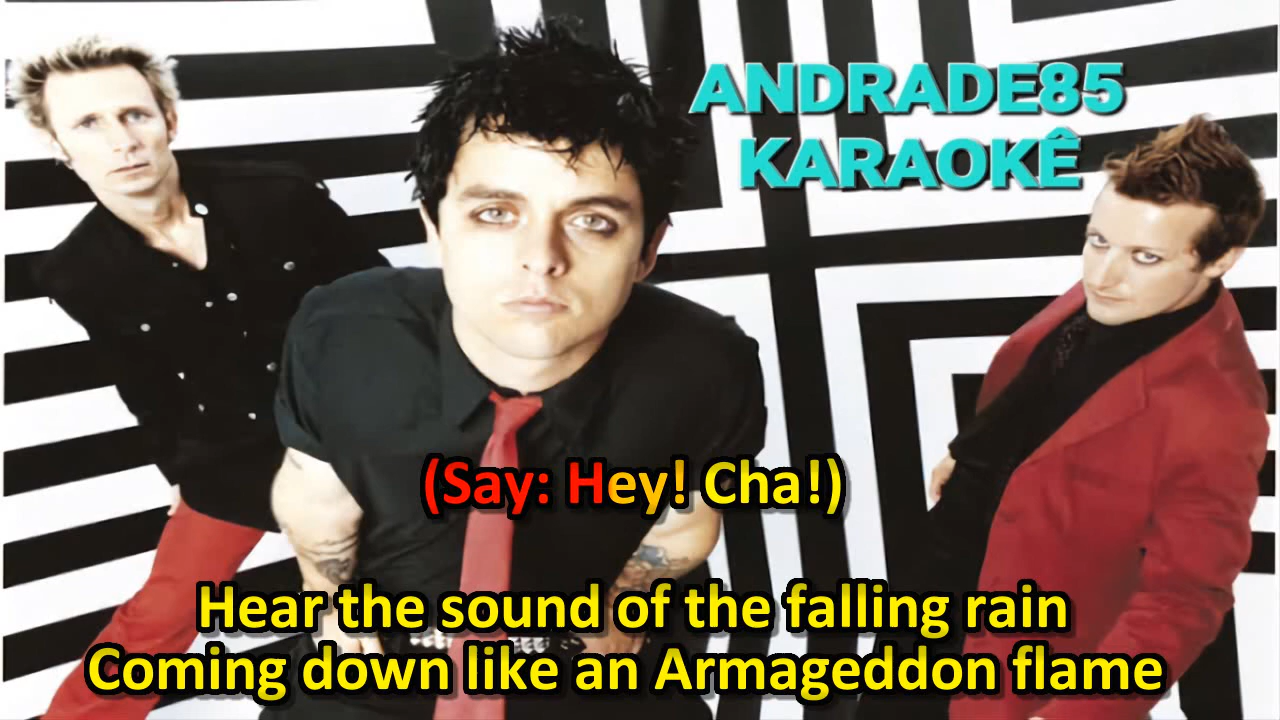 ANDRADE85
KARAOKÊ
(Say: Hey! Cha!)
Hear the sound of the falling rain
Coming down like an Armageddon flame